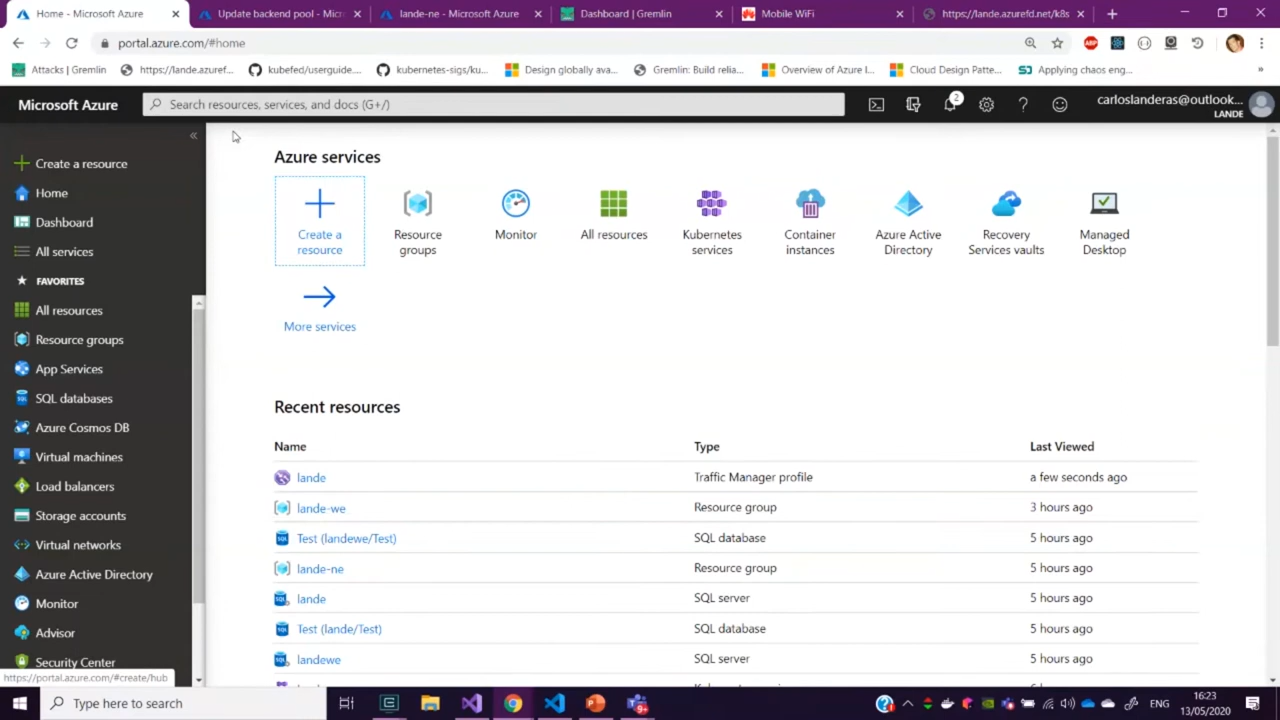 Home - Microsoft Azure
Update backend pool - Micr
lande-ne - Microsoft Azure
Dashboard | Gremlin
Mobile WiFi
https://lande.azurefd.net/k8s
portal.azure.com/#home
Attacks | Gremlin
https://lande.azuref...
kubefed/userguide....
kubernetes-sigs/ku...
Design globally ava...
Gremlin: Build relia...
Overview of Azure I...
Cloud Design Patte...
Applying chaos eng...
Microsoft Azure
Search resources, services, and docs (G+/)
2
carloslanderas@outlook...
LANDE
Create a resource
Home
Dashboard
All services
FAVORITES
All resources
Resource groups
App Services
SQL databases
Azure Cosmos DB
Virtual machines
Load balancers
Storage accounts
Virtual networks
Azure Active Directory
Monitor
Advisor
Security Center
https://portal.azure.com/#create/hub
Azure services
Create a resource
Resource groups
Monitor
All resources
Kubernetes services
Container instances
Azure Active Directory
Recovery Services vaults
Managed Desktop
More services
Recent resources
Name Type Last Viewed
lande Traffic Manager profile a few seconds ago
lande-we Resource group 3 hours ago
Test (landewe/Test) SQL database 5 hours ago
lande-ne Resource group 5 hours ago
lande SQL server 5 hours ago
Test (lande/Test) SQL database 5 hours ago
landewe SQL server 5 hours ago
Type here to search
ENG
16:23
13/05/2020